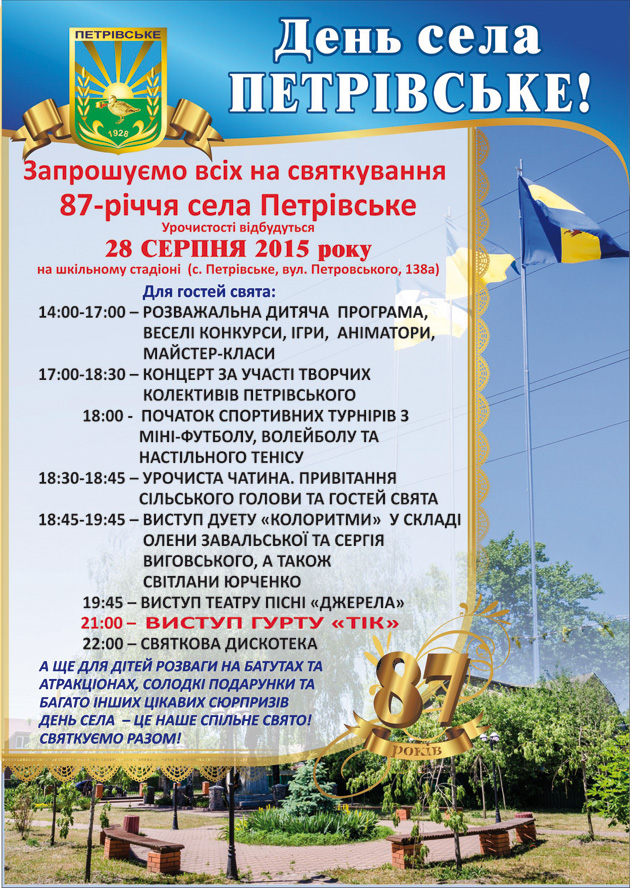 ПЕТРІВСЬКЕ
1928
День села
ПЕТРІВСЬКЕ!
Запрошуємо всіх на святкування
87-річчя села Петрівське
Урочистості відбудуться
28 СЕРПНЯ 2015 року
на шкільному стадіоні (с. Петрівське, вул. Петровського, 138а)
Для гостей свята:
14:00-17:00 – РОЗВАЖАЛЬНА ДИТЯЧА ПРОГРАМА,
ВЕСЕЛІ КОНКУРСИ, ІГРИ, АНІМАТОРИ,
МАЙСТЕР-КЛАСИ
17:00-18:30 – КОНЦЕРТ ЗА УЧАСТІ ТВОРЧИХ
КОЛЕКТИВІВ ПЕТРІВСЬКОГО
18:00 - ПОЧАТОК СПОРТИВНИХ ТУРНІРІВ З
МІНІ-ФУТБОЛУ, ВОЛЕЙБОЛУ ТА
НАСТІЛЬНОГО ТЕНІСУ
18:30-18:45 – УРОЧИСТА ЧАТИНА. ПРИВІТАННЯ
СІЛЬСЬКОГО ГОЛОВИ ТА ГОСТЕЙ СВЯТА
18:45-19:45 – ВИСТУП ДУЕТУ «КОЛОРИТМИ» У СКЛАДІ
ОЛЕНИ ЗАВАЛЬСЬКОЇ ТА СЕРГІЯ
ВИГОВСЬКОГО, А ТАКОЖ
СВІТЛАНИ ЮРЧЕНКО
19:45 – ВИСТУП ТЕАТРУ ПІСНІ «ДЖЕРЕЛА»
21:00 – ВИСТУП ГУРТУ «ТІК»
22:00 – СВЯТКОВА ДИСКОТЕКА
А ЩЕ ДЛЯ ДІТЕЙ РОЗВАГИ НА БАТУТАХ ТА
АТРАКЦІОНАХ, СОЛОДКІ ПОДАРУНКИ ТА
БАГАТО ІНШИХ ЦІКАВИХ СЮРПРИЗІВ
ДЕНЬ СЕЛА – ЦЕ НАШЕ СПІЛЬНЕ СВЯТО!
СВЯТКУЄМО РАЗОМ!
87
років